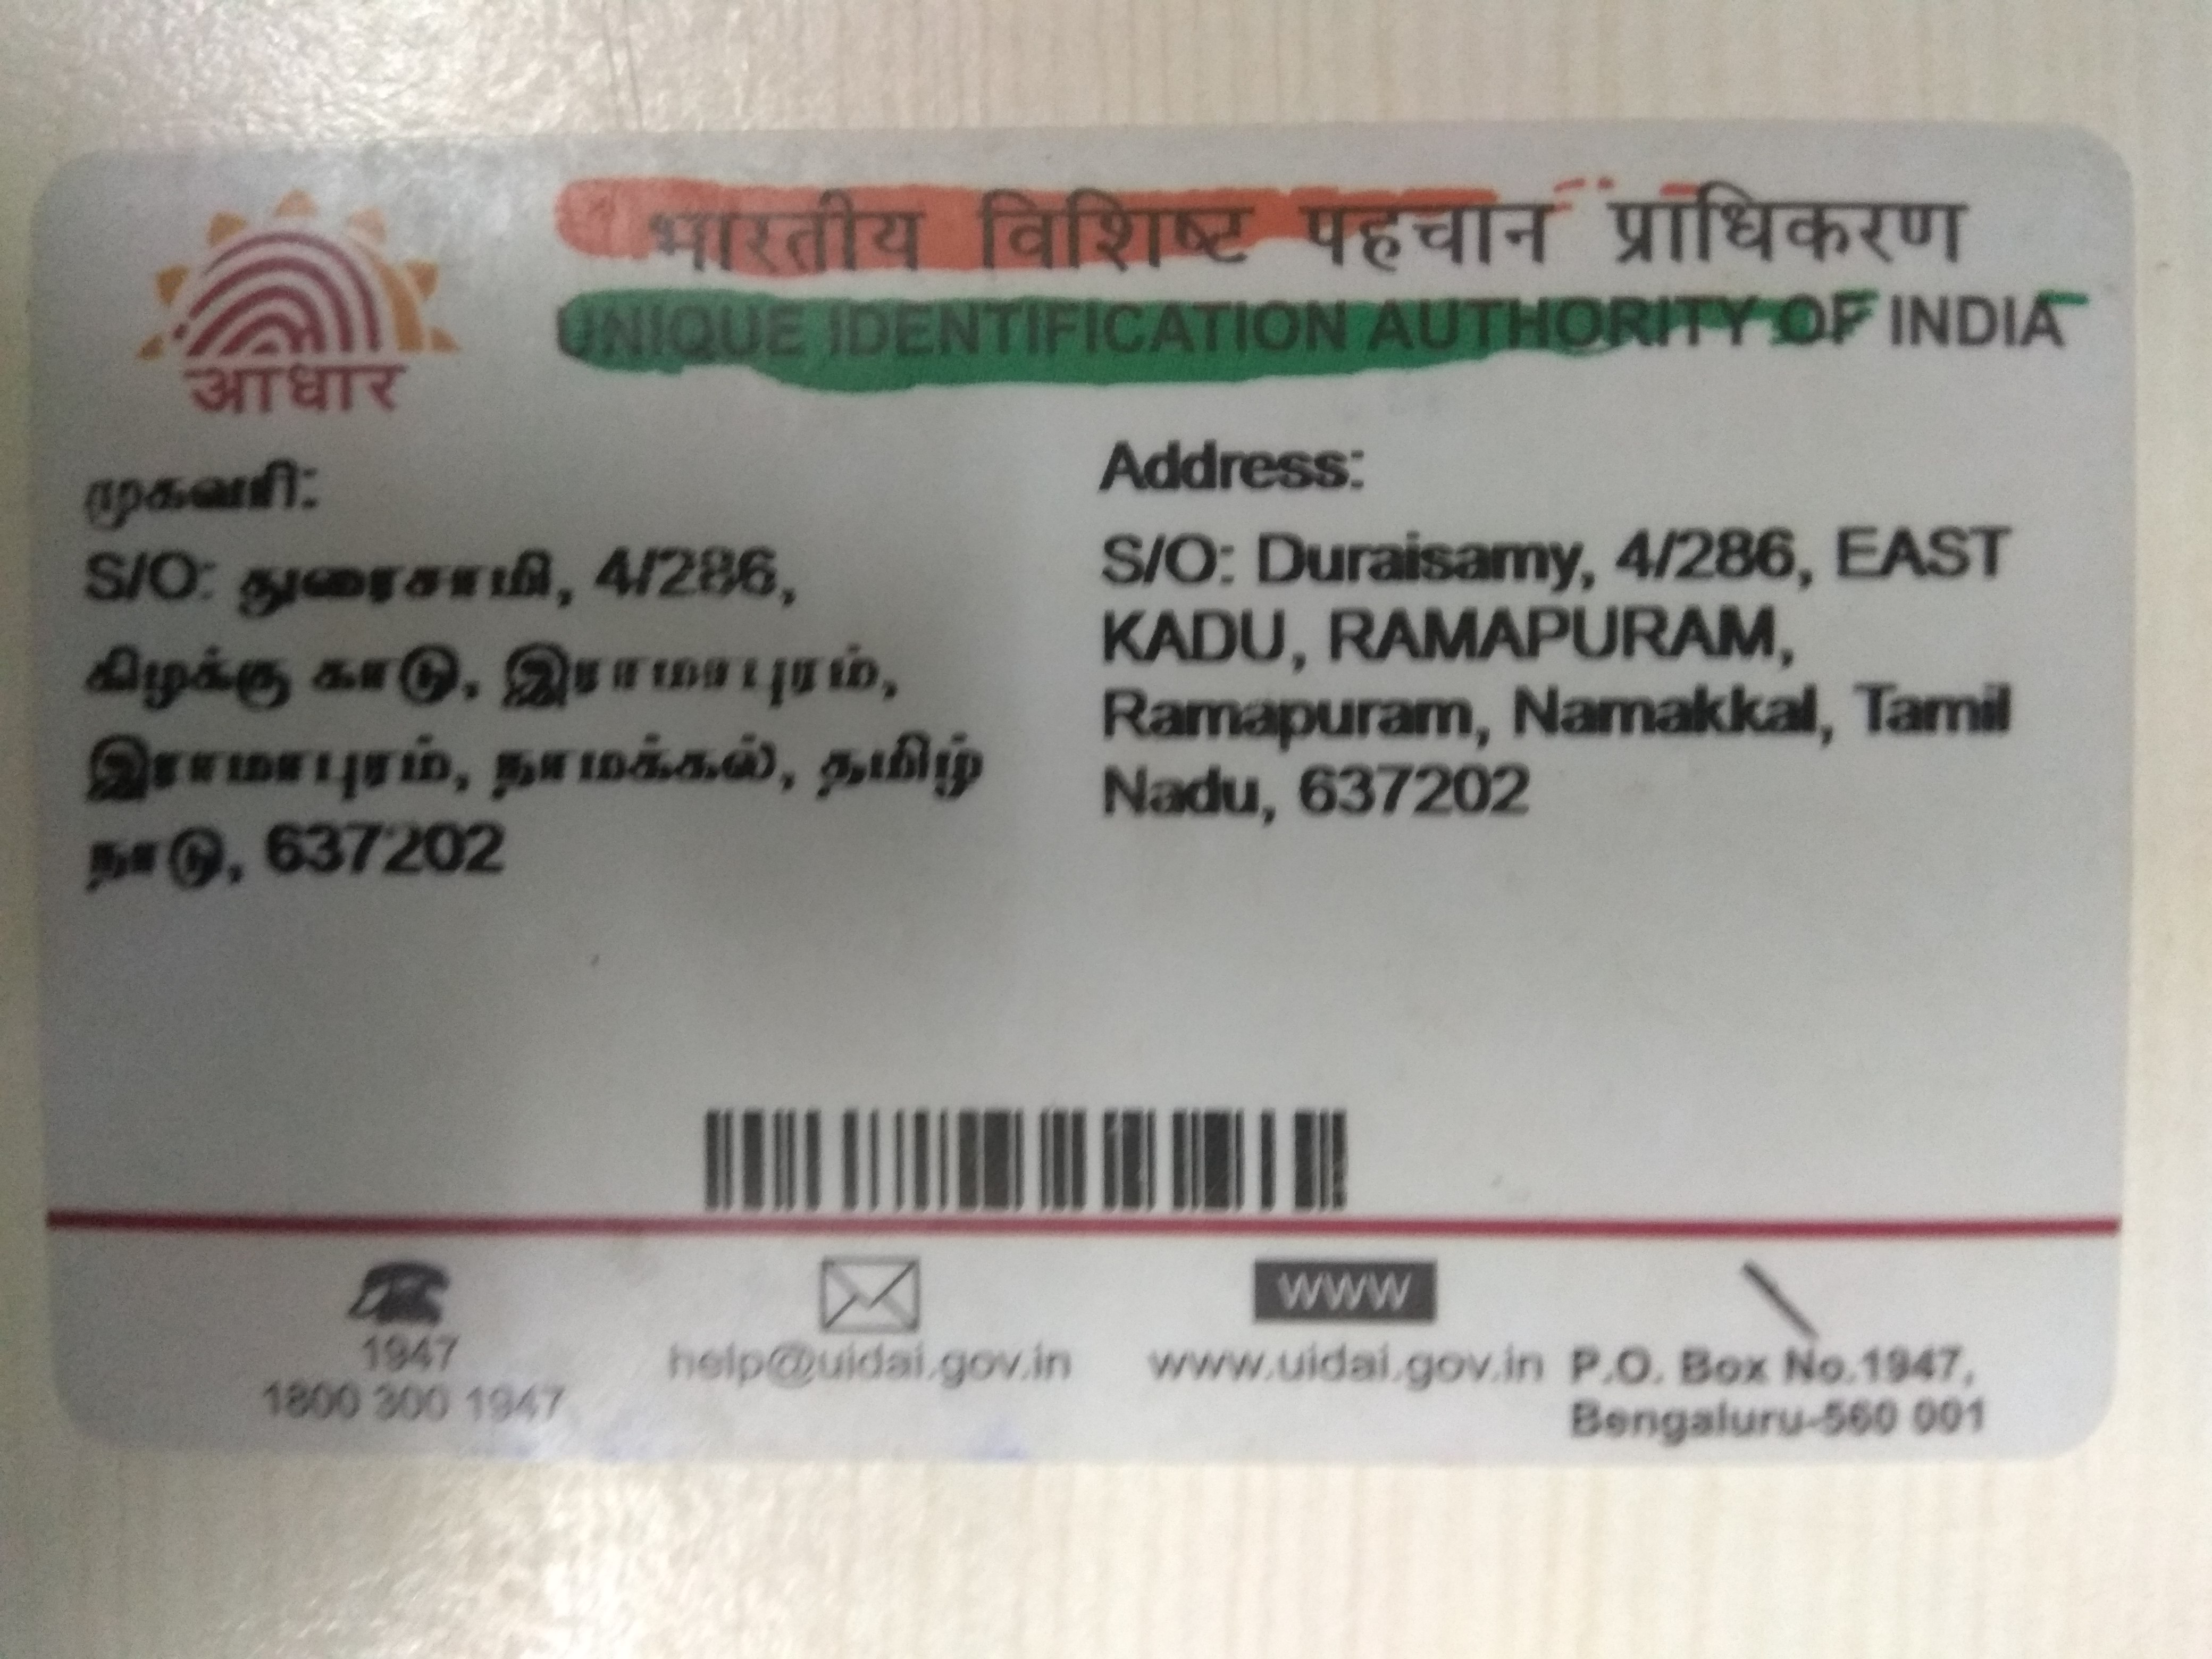 भारतीय विशिष्ट पहचान प्राधिकरण
UNIQUE IDENTIFICATION AUTHORITY OF INDIA
आधार
முகவரி:
S/O: துரைசாமி, 4/286,
கிழக்கு காடு, இராமாபுரம்,
இராமாபுரம், நாமக்கல், தமிழ்
நாடு, 637202
Address:
S/O: Duraisamy, 4/286, EAST
KADU, RAMAPURAM,
Ramapuram, Namakkal, Tamil
Nadu, 637202
1947
1800 300 1947
help@uidai.gov.in
WWW
www.uidai.gov.in
P.O. Box No.1947,
Bengaluru-560 001